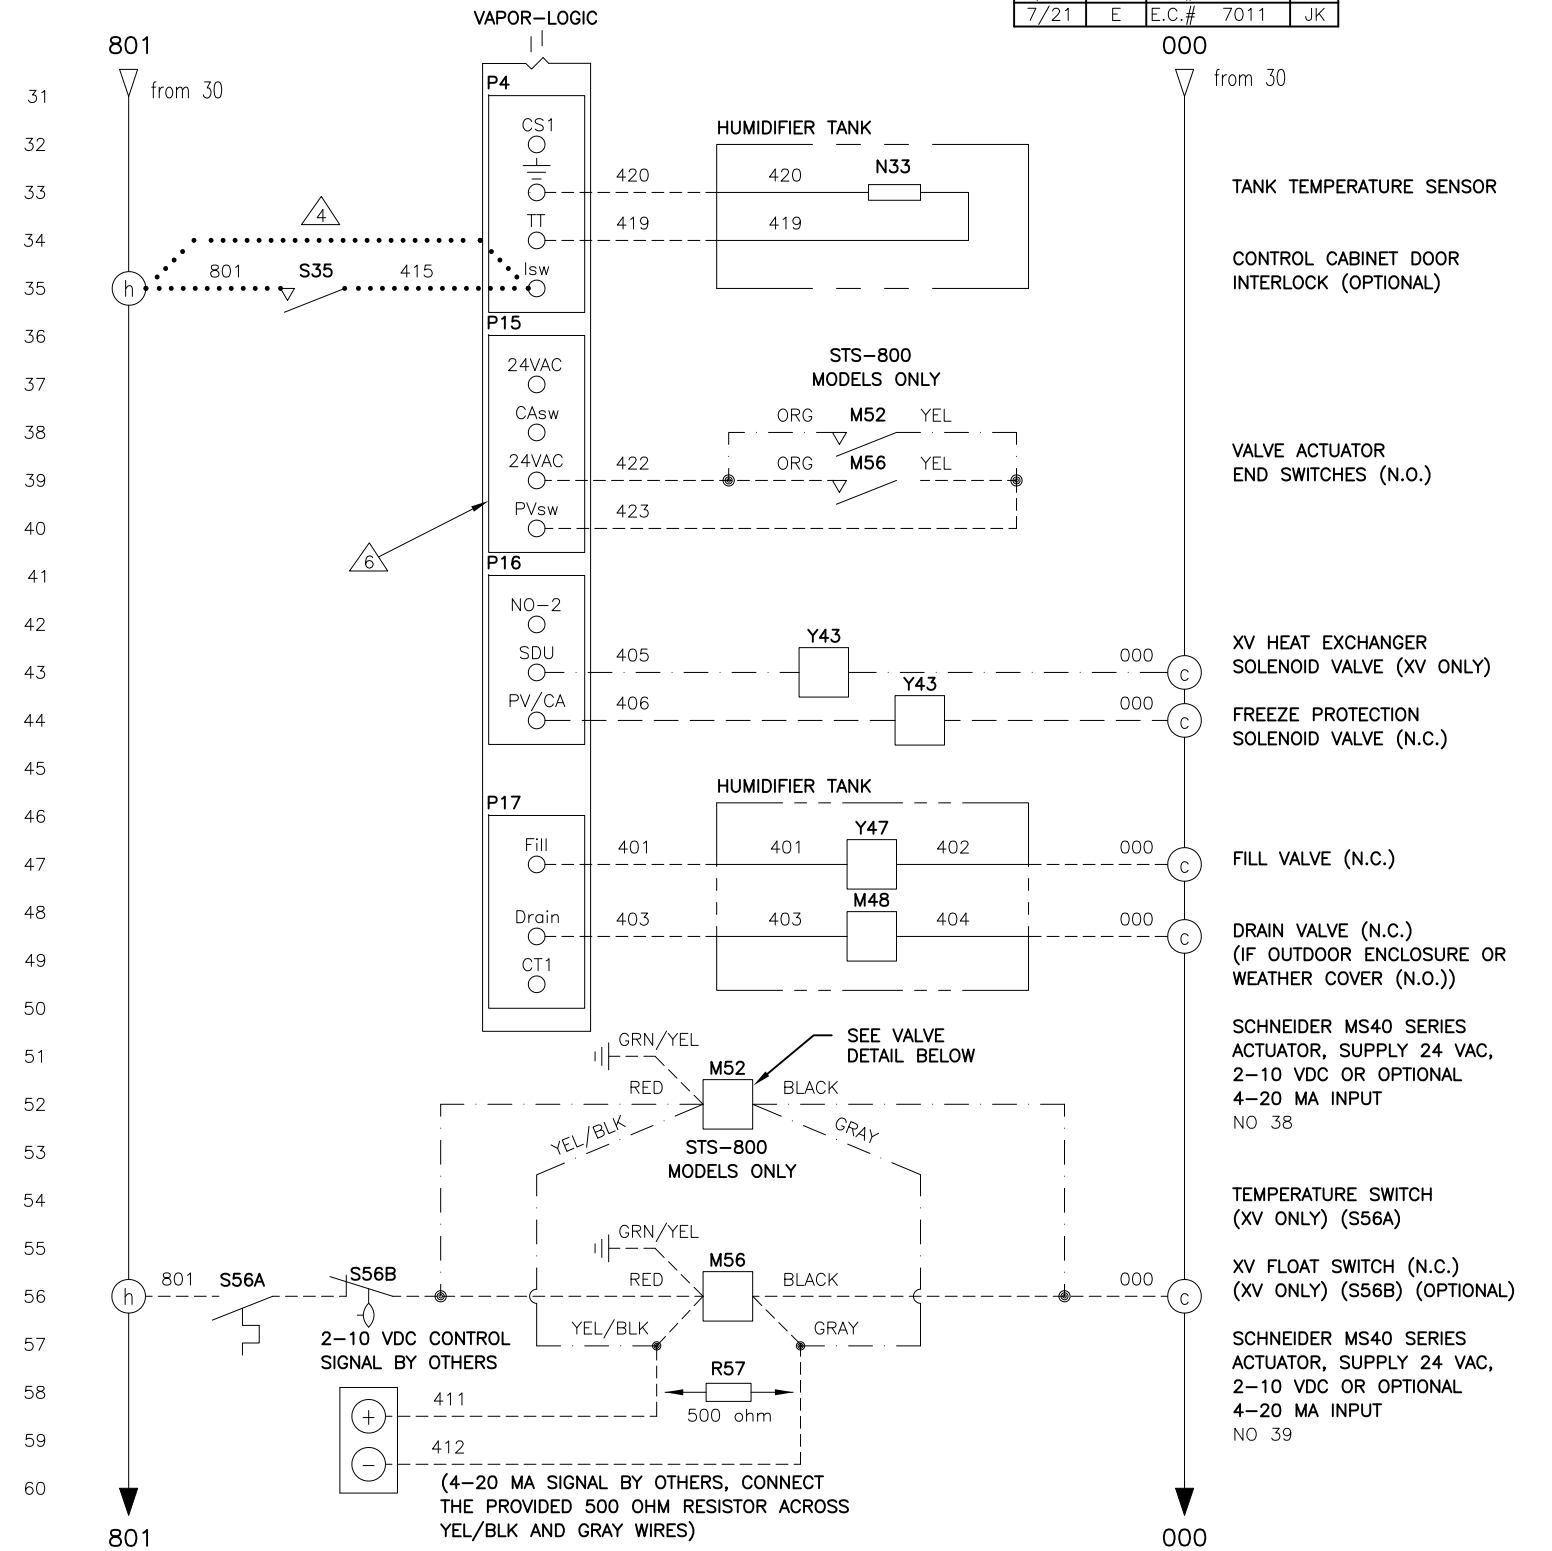 VAPOR-LOGIC
7/21 E E.C.# 7011 JK
801
000
from 30
from 30
31
P4
CS1
HUMIDIFIER TANK
32
33
420
420
N33
TANK TEMPERATURE SENSOR
4
34
TT
419
419
CONTROL CABINET DOOR
INTERLOCK (OPTIONAL)
35
h
801
S35
415
Isw
36
P15
STS-800
MODELS ONLY
37
24VAC
38
CAsw
ORG
M52
YEL
VALVE ACTUATOR
END SWITCHES (N.O.)
39
24VAC
422
ORG
M56
YEL
40
PVsw
423
6
41
P16
42
NO-2
Y43
XV HEAT EXCHANGER
SOLENOID VALVE (XV ONLY)
43
SDU
405
000
c
Y43
44
PV/CA
406
000
c
FREEZE PROTECTION
SOLENOID VALVE (N.C.)
45
HUMIDIFIER TANK
46
P17
Y47
47
Fill
401
401
402
000
c
FILL VALVE (N.C.)
48
M48
Drain
403
403
404
000
c
DRAIN VALVE (N.C.)
(IF OUTDOOR ENCLOSURE OR
WEATHER COVER (N.O.))
49
CT1
50
51
GRN/YEL
SEE VALVE
DETAIL BELOW
SCHNEIDER MS40 SERIES
ACTUATOR, SUPPLY 24 VAC,
2-10 VDC OR OPTIONAL
4-20 MA INPUT
NO 38
52
RED
M52
BLACK
YEL/BLK
GRAY
53
STS-800
MODELS ONLY
54
TEMPERATURE SWITCH
(XV ONLY) (S56A)
55
GRN/YEL
M56
XV FLOAT SWITCH (N.C.)
(XV ONLY) (S56B) (OPTIONAL)
56
h
801
S56A
S56B
RED
BLACK
000
c
57
2-10 VDC CONTROL
SIGNAL BY OTHERS
YEL/BLK
GRAY
SCHNEIDER MS40 SERIES
ACTUATOR, SUPPLY 24 VAC,
2-10 VDC OR OPTIONAL
4-20 MA INPUT
NO 39
58
R57
500 ohm
+
411
59
-
412
60
(4-20 MA SIGNAL BY OTHERS, CONNECT
THE PROVIDED 500 OHM RESISTOR ACROSS
YEL/BLK AND GRAY WIRES)
801
000